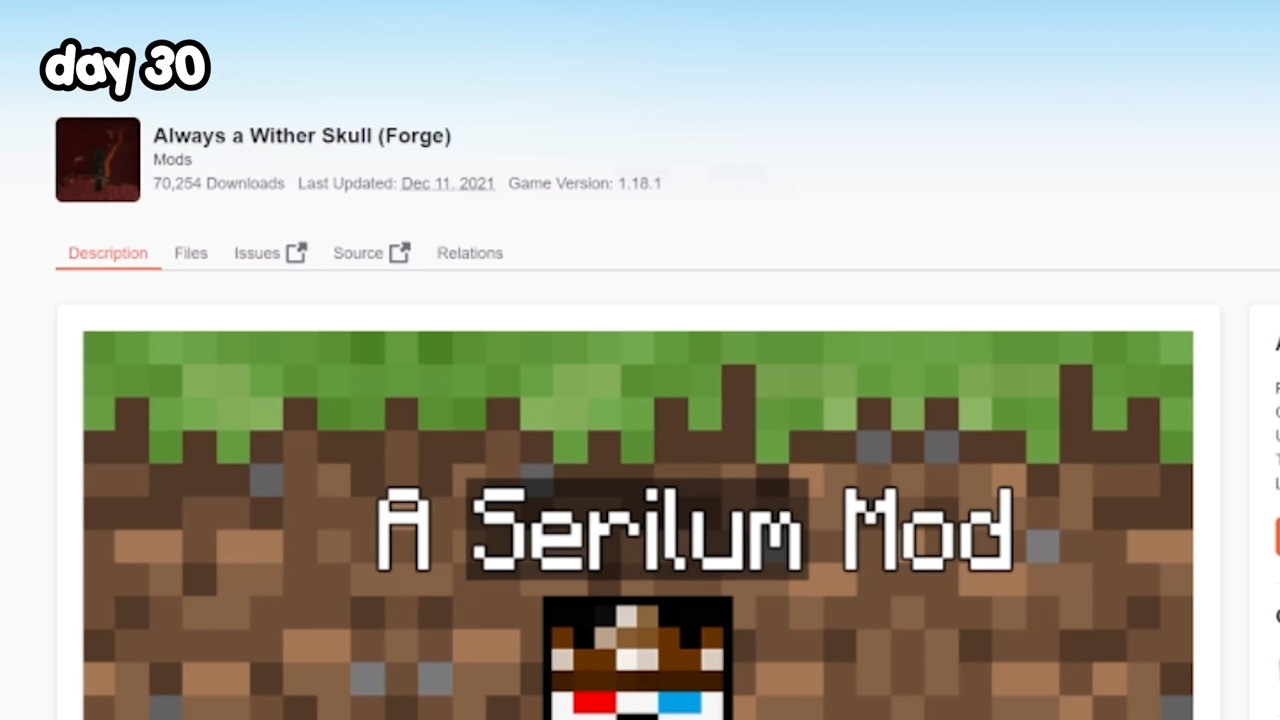 day 30
Always a Wither Skull (Forge)
Mods
70,254 Downloads Last Updated: Dec 11, 2021 Game Version: 1.18.1
Description Files Issues Source Relations
A Serilum Mod